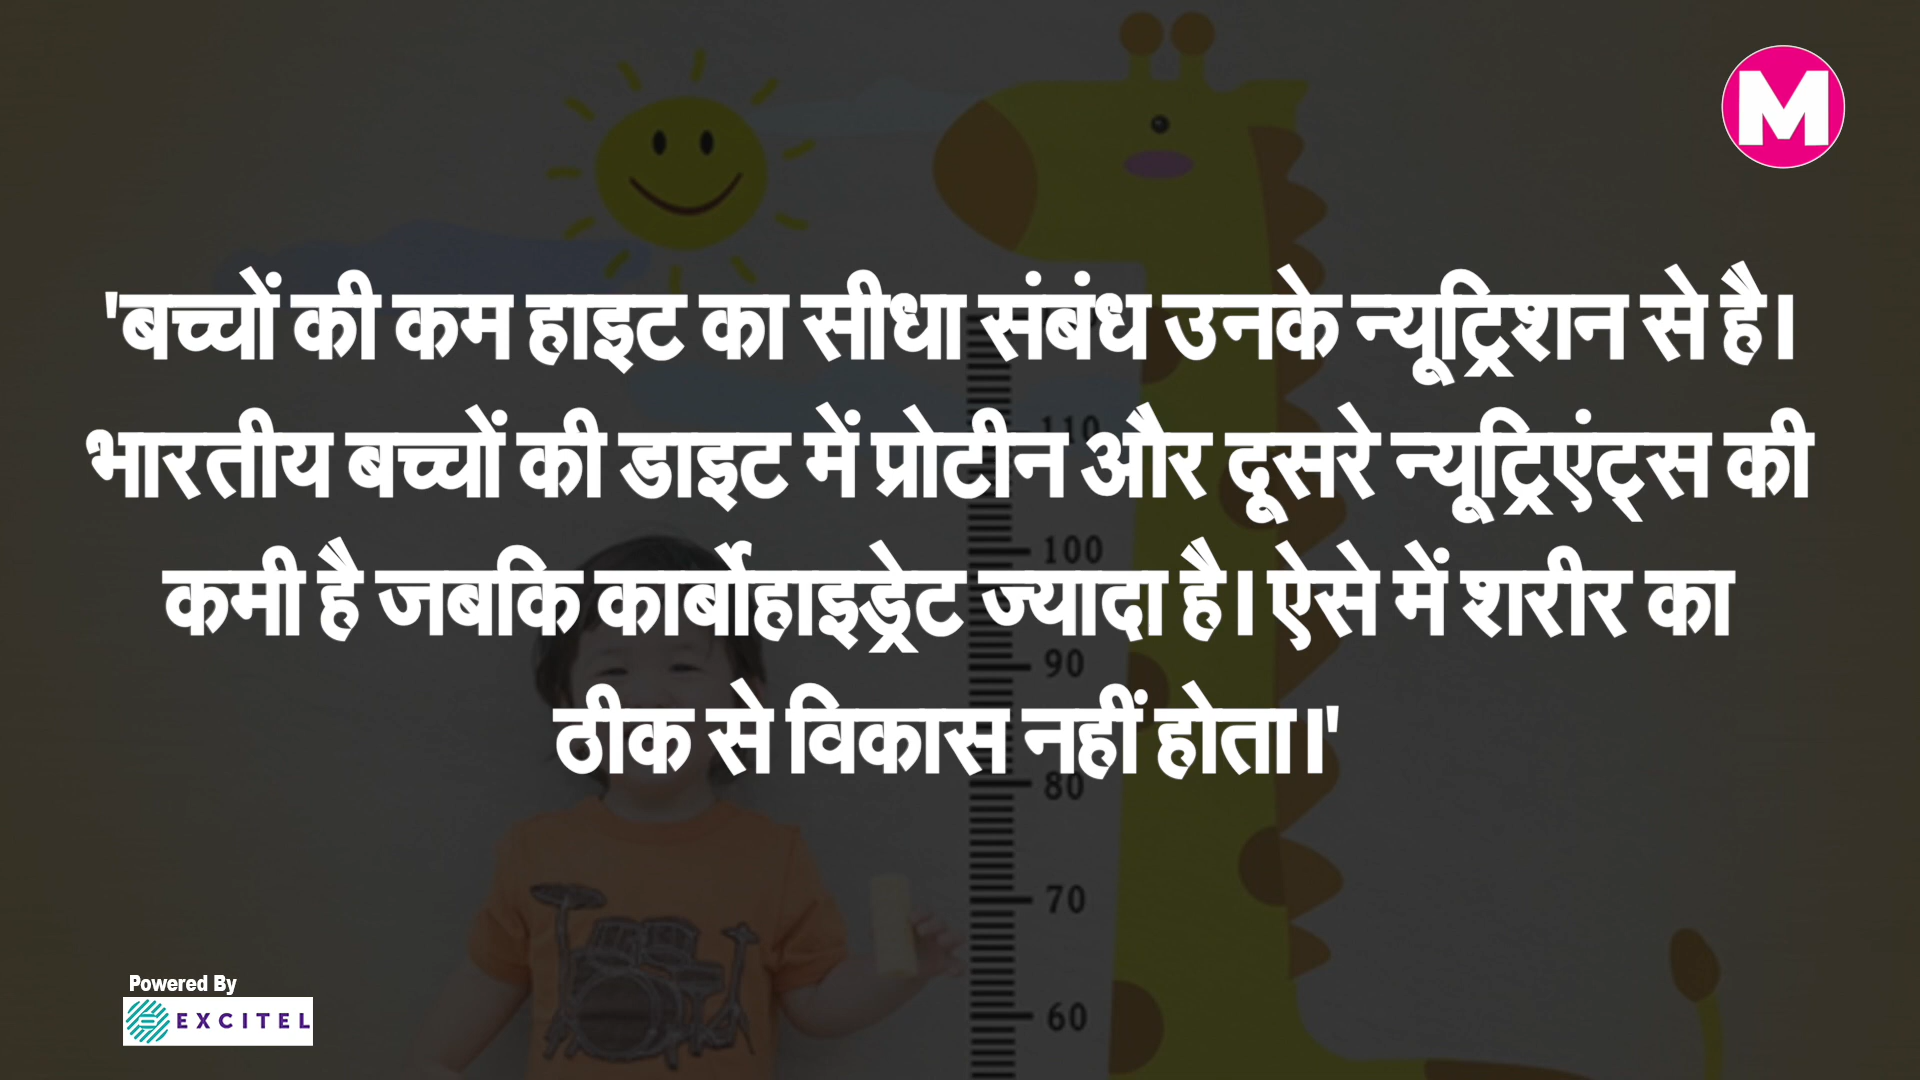 M
'बच्चों की कम हाइट का सीधा संबंध उनके न्यूट्रिशन से है।
भारतीय बच्चों की डाइट में प्रोटीन और दूसरे न्यूट्रिएंट्स की
कमी है जबकि कार्बोहाइड्रेट ज्यादा है। ऐसे में शरीर का
ठीक से विकास नहीं होता।'
110
100
90
80
70
60
Powered By
EXCITEL